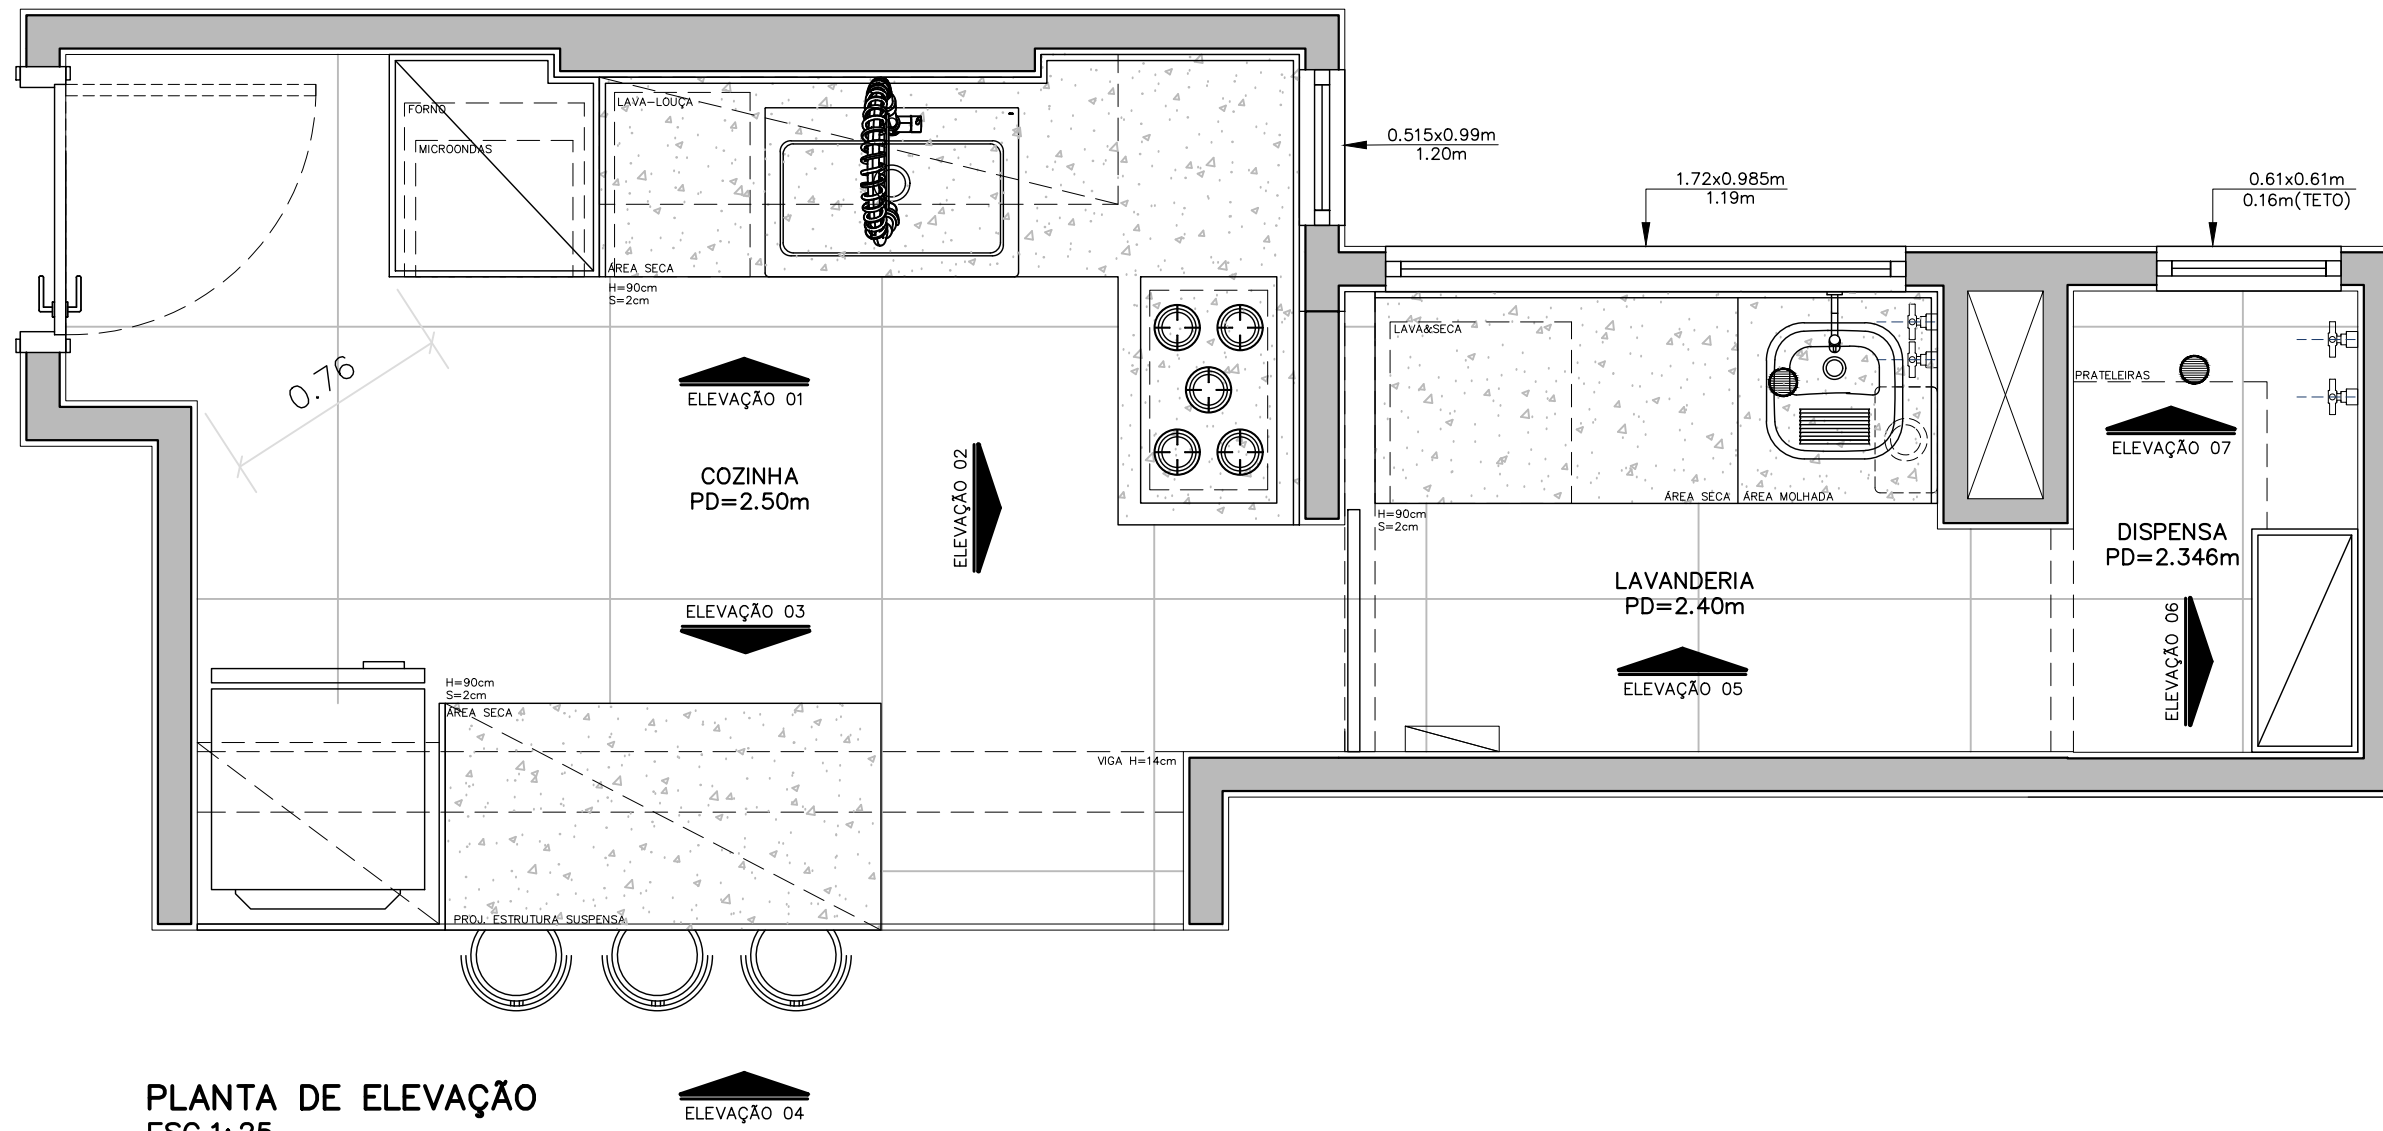 FORNO
MICROONDAS
LAVA-LOUÇA
ÁREA SECA
H=90cm
S=2cm
0.515x0.99m
1.20m
1.72x0.985m
1.19m
0.61x0.61m
0.16m(TETO)
0.76
ELEVAÇÃO 01
ELEVAÇÃO 02
COZINHA
PD=2.50m
ELEVAÇÃO 03
LAVA&SECA
ÁREA SECA
ÁREA MOLHADA
H=90cm
S=2cm
LAVANDERIA
PD=2.40m
ELEVAÇÃO 05
PRATELEIRAS
ELEVAÇÃO 07
DISPENSA
PD=2.346m
ELEVAÇÃO 06
H=90cm
S=2cm
ÁREA SECA
VIGA H=14cm
PROJ. ESTRUTURA SUSPENSA
PLANTA DE ELEVAÇÃO
ESC.1:25
ELEVAÇÃO 04